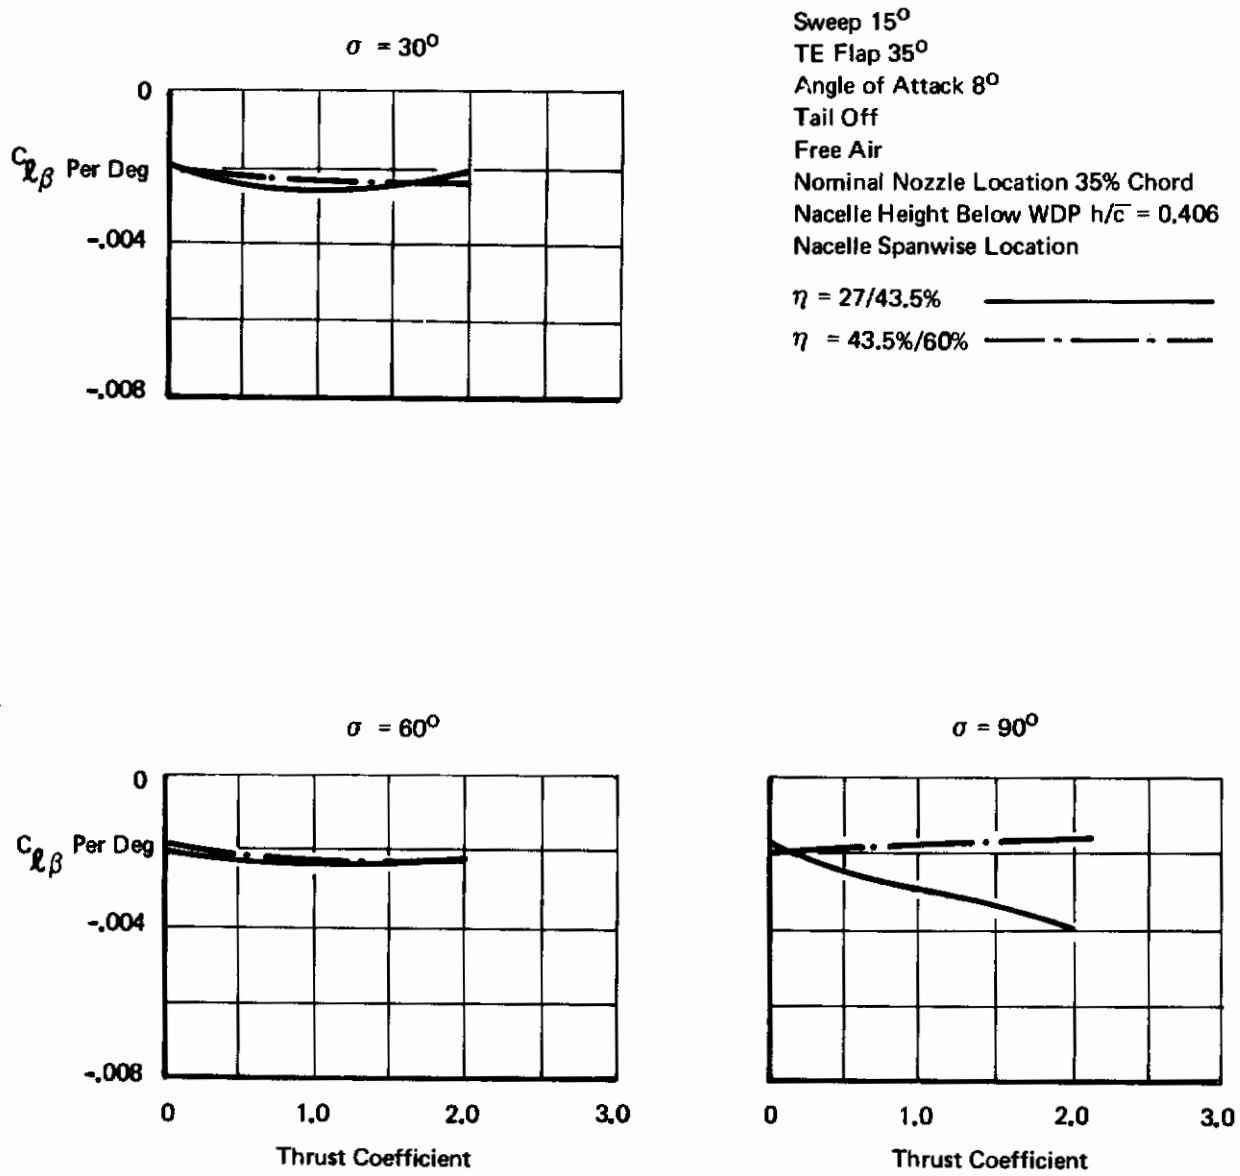 σ = 30°
0
Cℓβ Per Deg
-.004
-.008
Sweep 15°
TE Flap 35°
Angle of Attack 8°
Tail Off
Free Air
Nominal Nozzle Location 35% Chord
Nacelle Height Below WDP h/c̅ = 0.406
Nacelle Spanwise Location
η = 27/43.5%
η = 43.5%/60%
σ = 60°
0
Cℓβ Per Deg
-.004
-.008
0 1.0 2.0 3.0
Thrust Coefficient
σ = 90°
0 1.0 2.0 3.0
Thrust Coefficient